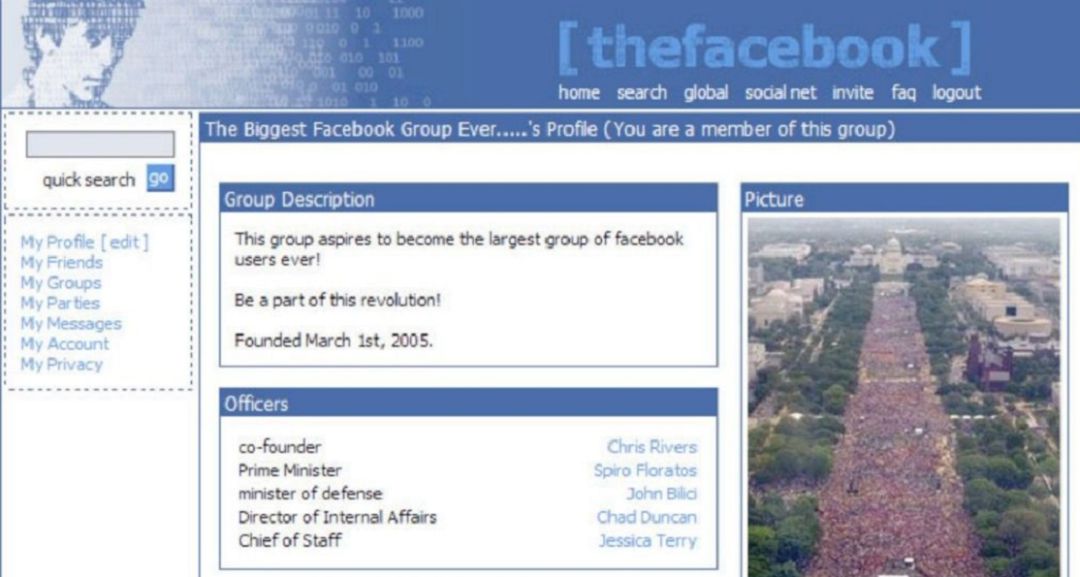 [ thefacebook ]
home search global social net invite faq logout
quick search go
My Profile [ edit ]
My Friends
My Groups
My Parties
My Messages
My Account
My Privacy
The Biggest Facebook Group Ever.....'s Profile (You are a member of this group)
Group Description
This group aspires to become the largest group of facebook
users ever!
Be a part of this revolution!
Founded March 1st, 2005.
Officers
co-founder Chris Rivers
Prime Minister Spiro Floratos
minister of defense John Bilici
Director of Internal Affairs Chad Duncan
Chief of Staff Jessica Terry
Picture